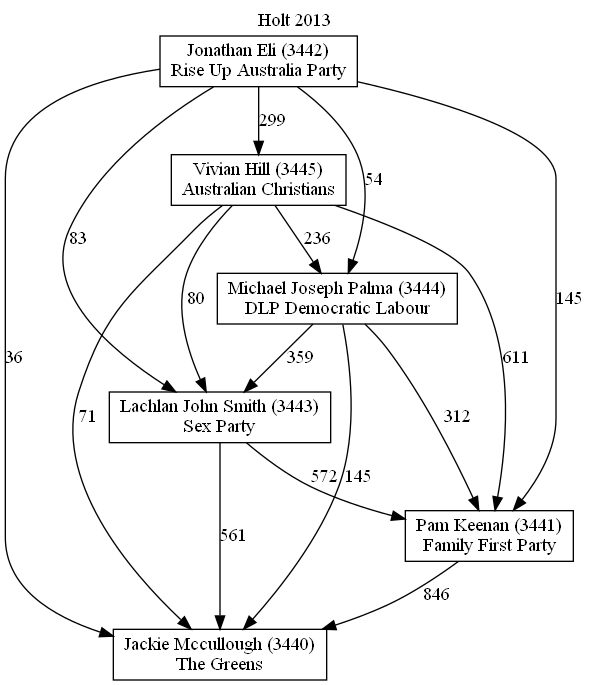 Holt 2013
Jonathan Eli (3442)
Rise Up Australia Party
299
Vivian Hill (3445)
Australian Christians
54
83
236
80
145
Michael Joseph Palma (3444)
DLP Democratic Labour
36
359
611
Lachlan John Smith (3443)
Sex Party
71
312
572
145
561
Pam Keenan (3441)
Family First Party
846
Jackie Mccullough (3440)
The Greens